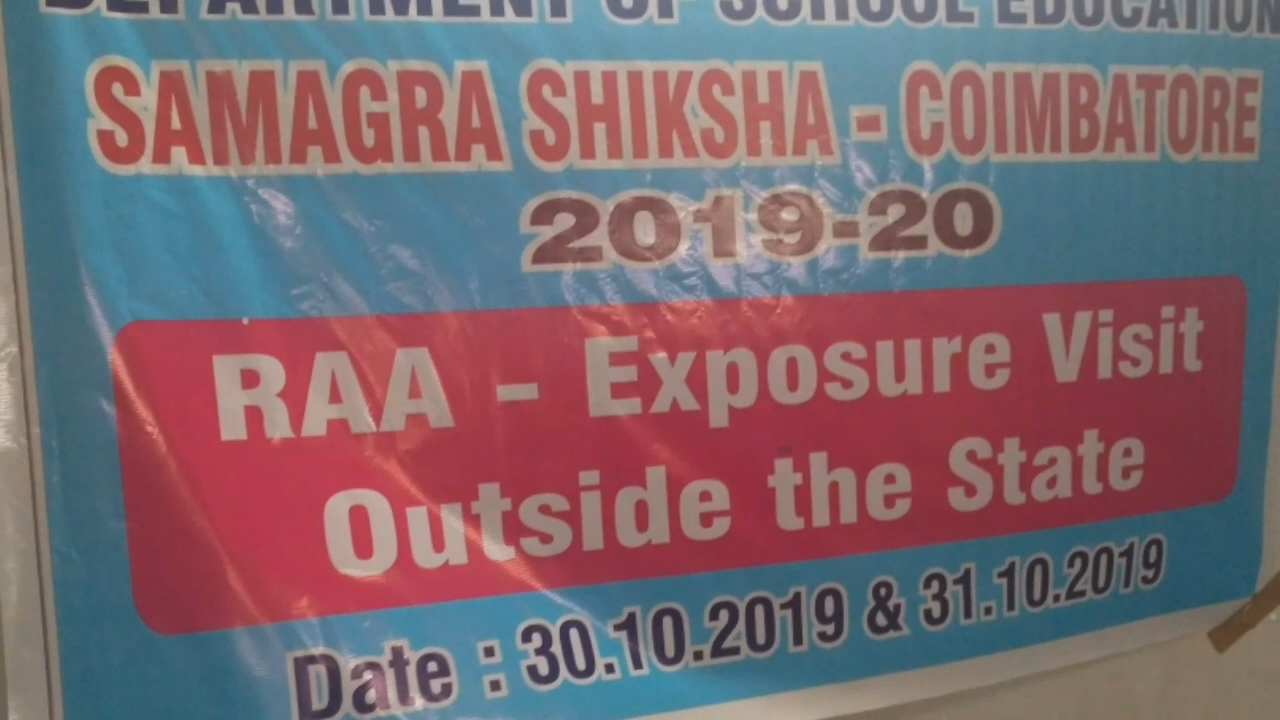 DEPARTMENT OF SCHOOL EDUCATION
SAMAGRA SHIKSHA - COIMBATORE
2019-20
RAA - Exposure Visit
Outside the State
Date : 30.10.2019 & 31.10.2019